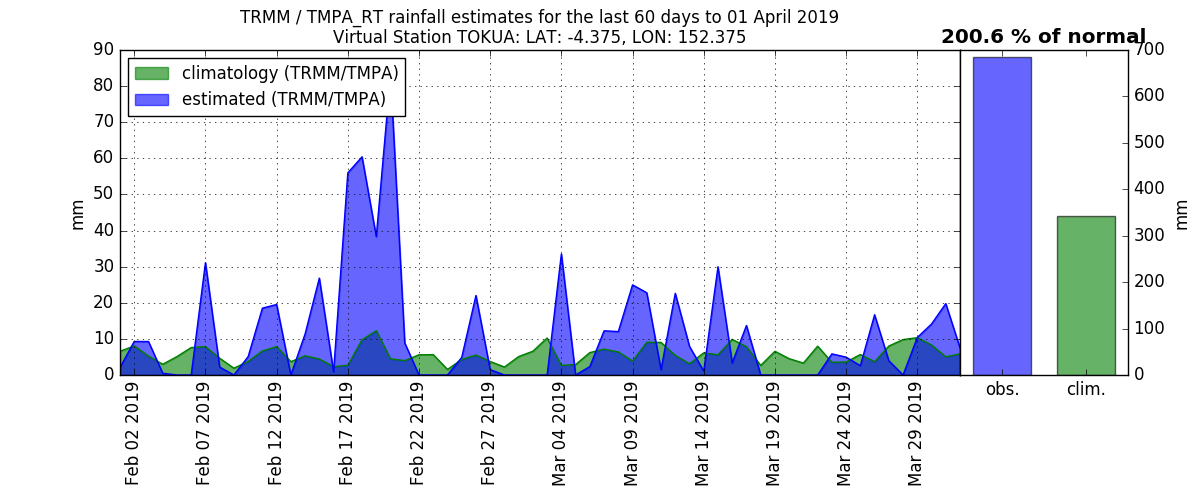 TRMM / TMPA_RT rainfall estimates for the last 60 days to 01 April 2019
Virtual Station TOKUA: LAT: -4.375, LON: 152.375
200.6 % of normal
climatology (TRMM/TMPA)
estimated (TRMM/TMPA)
mm
90
80
70
60
50
40
30
20
10
0
Feb 02 2019
Feb 07 2019
Feb 12 2019
Feb 17 2019
Feb 22 2019
Feb 27 2019
Mar 04 2019
Mar 09 2019
Mar 14 2019
Mar 19 2019
Mar 24 2019
Mar 29 2019
obs.
clim.
700
600
500
400
300
200
100
0
mm